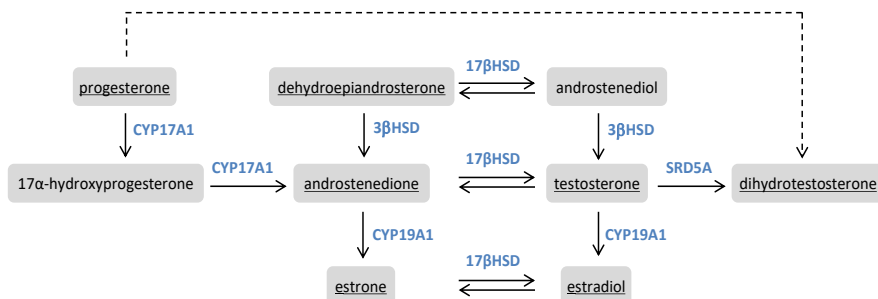 17βHSD
progesterone
dehydroepiandrosterone
androstenediol
CYP17A1
3βHSD
3βHSD
17α-hydroxyprogesterone
CYP17A1
androstenedione
17βHSD
testosterone
SRD5A
dihydrotestosterone
CYP19A1
CYP19A1
17βHSD
estrone
estradiol